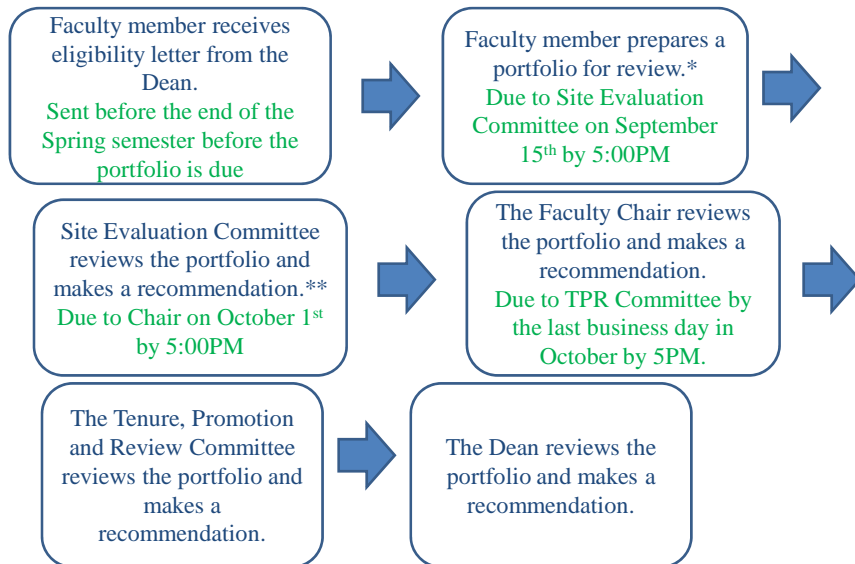 Faculty member receives
eligibility letter from the
Dean.
Sent before the end of the
Spring semester before the
portfolio is due
Faculty member prepares a
portfolio for review.*
Due to Site Evaluation
Committee on September
15th by 5:00PM
Site Evaluation Committee
reviews the portfolio and
makes a recommendation.**
Due to Chair on October 1st
by 5:00PM
The Faculty Chair reviews
the portfolio and makes a
recommendation.
Due to TPR Committee by
the last business day in
October by 5PM.
The Tenure, Promotion
and Review Committee
reviews the portfolio and
makes a
recommendation.
The Dean reviews the
portfolio and makes a
recommendation.